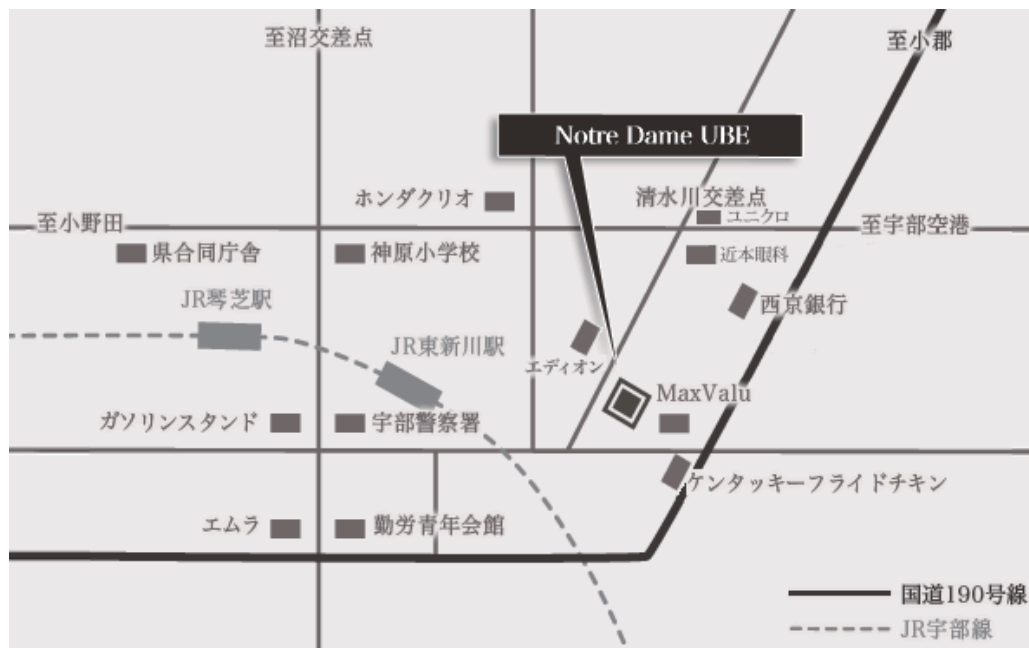 至沼交差点
至小郡
Notre Dame UBE
ホンダクリオ
清水川交差点
ユニクロ
至小野田
至宇部空港
県合同庁舎
神原小学校
近本眼科
JR琴芝駅
西京銀行
JR東新川駅
エディオン
MaxValu
ガソリンスタンド
宇部警察署
ケンタッキーフライドチキン
エムラ
勤労青年会館
国道190号線
JR宇部線